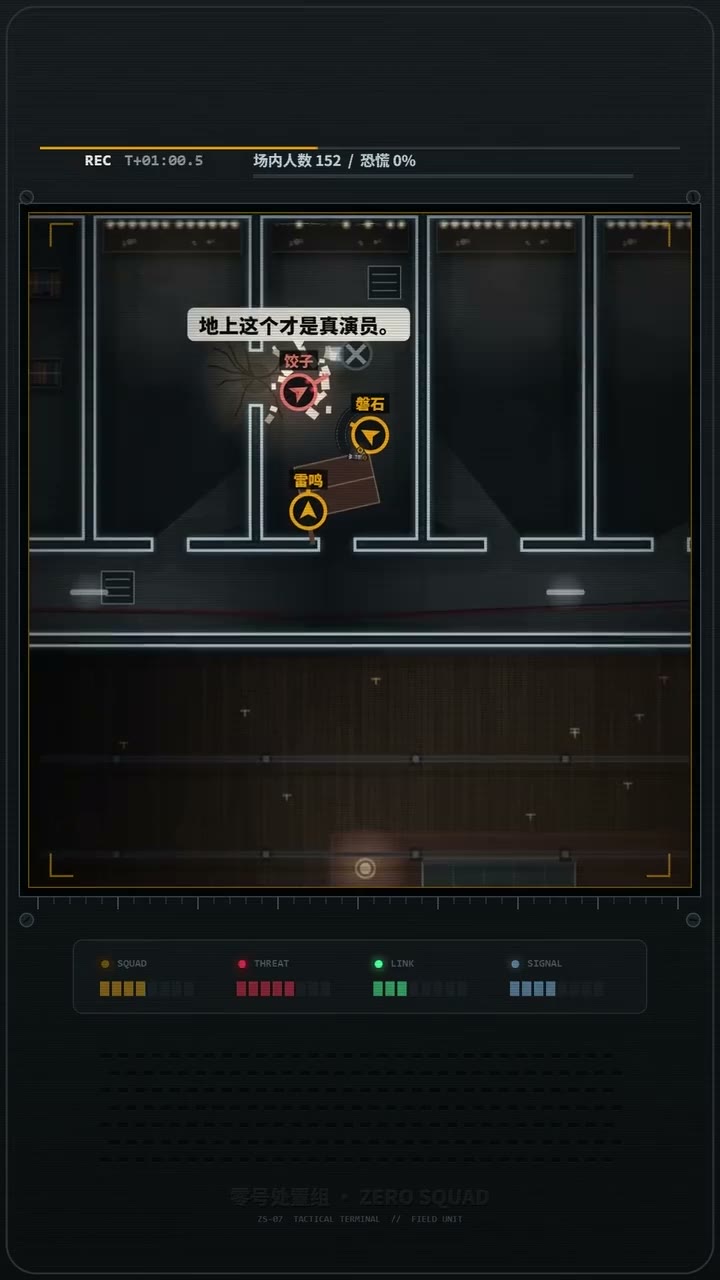 REC T+01:00.5 场内人数 152 / 恐慌 0%
地上这个才是真演员。
饺子
磐石
雷鸣
SQUAD THREAT LINK SIGNAL
零号处置组 · ZERO SQUAD
ZS-07 TACTICAL TERMINAL // FIELD UNIT